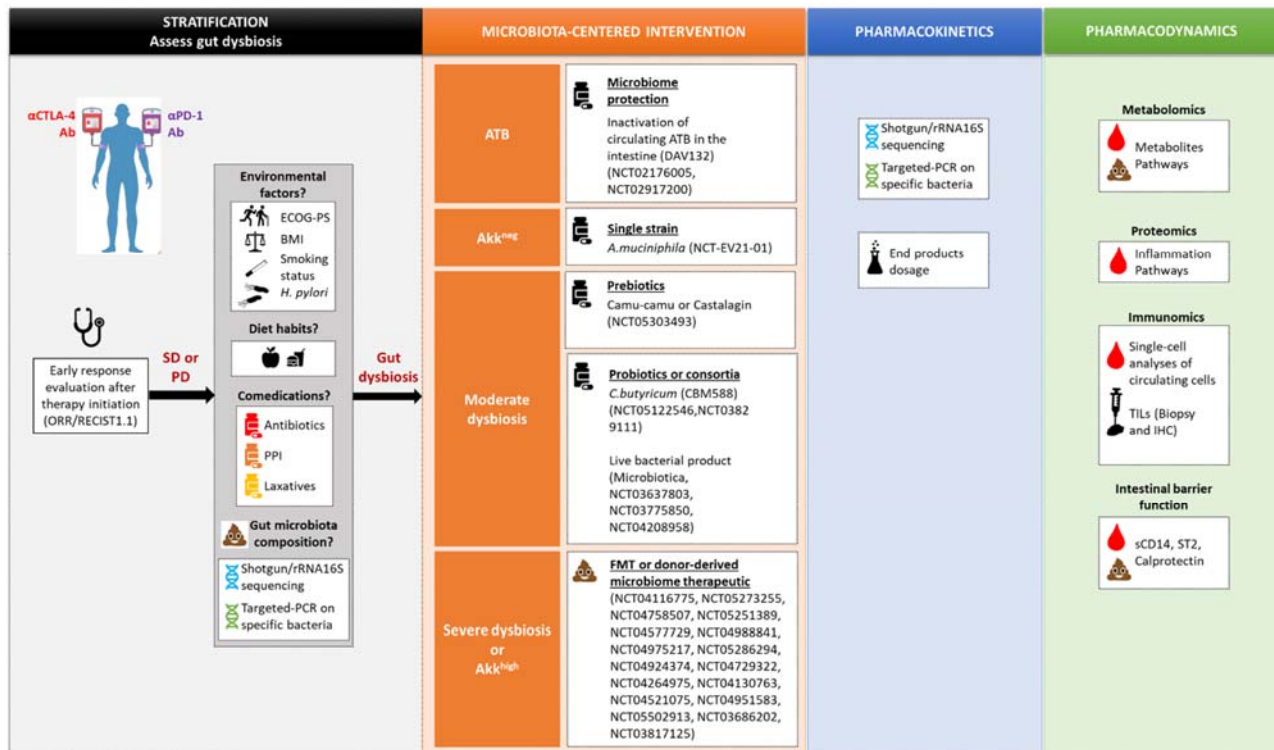 STRATIFICATION
Assess gut dysbiosis
αCTLA-4
Ab
αPD-1
Ab
Early response
evaluation after
therapy initiation
(ORR/RECIST1.1)
SD or
PD
Environmental
factors?
ECOG-PS
BMI
Smoking
status
H. pylori
Diet habits?
Comedications?
Antibiotics
PPI
Laxatives
Gut microbiota
composition?
Shotgun/rRNA16S
sequencing
Targeted-PCR on
specific bacteria
Gut
dysbiosis
MICROBIOTA-CENTERED INTERVENTION
ATB
Microbiome
protection
Inactivation of
circulating ATB in the
intestine (DAV132)
(NCT02176005,
NCT02917200)
Akkneg
Single strain
A.muciniphila (NCT-EV21-01)
Moderate
dysbiosis
Prebiotics
Camu-camu or Castalagin
(NCT05303493)
Probiotics or consortia
C.butyricum (CBM588)
(NCT05122546,NCT0382
9111)
Live bacterial product
(Microbiotica,
NCT03637803,
NCT03775850,
NCT04208958)
Severe dysbiosis
or
Akkhigh
FMT or donor-derived
microbiome therapeutic
(NCT04116775, NCT05273255,
NCT04758507, NCT05251389,
NCT04577729, NCT04988841,
NCT04975217, NCT05286294,
NCT04924374, NCT04729322,
NCT04264975, NCT04130763,
NCT04521075, NCT04951583,
NCT05502913, NCT03686202,
NCT03817125)
PHARMACOKINETICS
Shotgun/rRNA16S
sequencing
Targeted-PCR on
specific bacteria
End products
dosage
PHARMACODYNAMICS
Metabolomics
Metabolites
Pathways
Proteomics
Inflammation
Pathways
Immunomics
Single-cell
analyses of
circulating cells
TILs (Biopsy
and IHC)
Intestinal barrier
function
sCD14, ST2,
Calprotectin